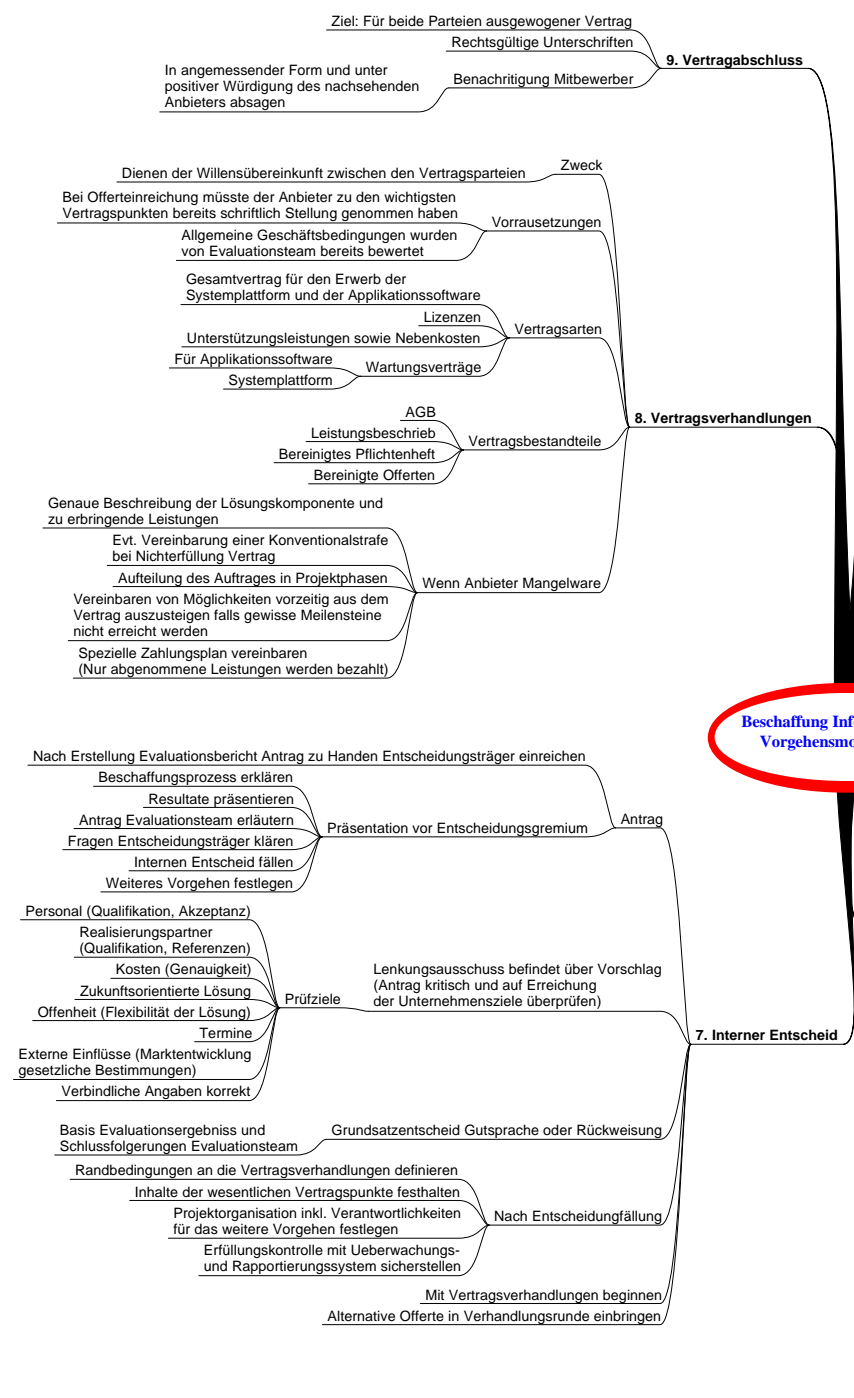 Ziel: Für beide Parteien ausgewogener Vertrag
Rechtsgültige Unterschriften
9. Vertragabschluss
In angemessender Form und unter
positiver Würdigung des nachsehenden
Anbieters absagen
Benachritigung Mitbewerber
Zweck
Dienen der Willensübereinkunft zwischen den Vertragsparteien
Bei Offerteinreichung müsste der Anbieter zu den wichtigsten
Vertragspunkten bereits schriftlich Stellung genommen haben
Vorrausetzungen
Allgemeine Geschäftsbedingungen wurden
von Evaluationsteam bereits bewertet
Gesamtvertrag für den Erwerb der
Systemplattform und der Applikationssoftware
Lizenzen
Vertragsarten
Unterstützungsleistungen sowie Nebenkosten
Für Applikationssoftware
Wartungsverträge
Systemplattform
8. Vertragsverhandlungen
AGB
Leistungsbeschrieb
Vertragsbestandteile
Bereinigtes Pflichtenheft
Bereinigte Offerten
Genaue Beschreibung der Lösungskomponente und
zu erbringende Leistungen
Evt. Vereinbarung einer Konventionalstrafe
bei Nichterfüllung Vertrag
Aufteilung des Auftrages in Projektphasen
Wenn Anbieter Mangelware
Vereinbaren von Möglichkeiten vorzeitig aus dem
Vertrag auszusteigen falls gewisse Meilensteine
nicht erreicht werden
Spezielle Zahlungsplan vereinbaren
(Nur abgenommene Leistungen werden bezahlt)
Beschaffung Inf
Vorgehensmo
Nach Erstellung Evaluationsbericht Antrag zu Handen Entscheidungsträger einreichen
Beschaffungsprozess erklären
Resultate präsentieren
Antrag Evaluationsteam erläutern
Antrag
Präsentation vor Entscheidungsgremium
Fragen Entscheidungsträger klären
Internen Entscheid fällen
Weiteres Vorgehen festlegen
Personal (Qualifikation, Akzeptanz)
Realisierungspartner
(Qualifikation, Referenzen)
Kosten (Genauigkeit)
Zukunftsorientierte Lösung
Prüfziele
Offenheit (Flexibilität der Lösung)
Termine
Externe Einflüsse (Marktentwicklung
gesetzliche Bestimmungen)
Verbindliche Angaben korrekt
Lenkungsausschuss befindet über Vorschlag
(Antrag kritisch und auf Erreichung
der Unternehmensziele überprüfen)
7. Interner Entscheid
Basis Evaluationsergebniss und
Schlussfolgerungen Evaluationsteam
Grundsatzentscheid Gutsprache oder Rückweisung
Randbedingungen an die Vertragsverhandlungen definieren
Inhalte der wesentlichen Vertragspunkte festhalten
Projektorganisation inkl. Verantwortlichkeiten
für das weitere Vorgehen festlegen
Nach Entscheidungfällung
Erfüllungskontrolle mit Ueberwachungs-
und Rapportierungssystem sicherstellen
Mit Vertragsverhandlungen beginnen
Alternative Offerte in Verhandlungsrunde einbringen